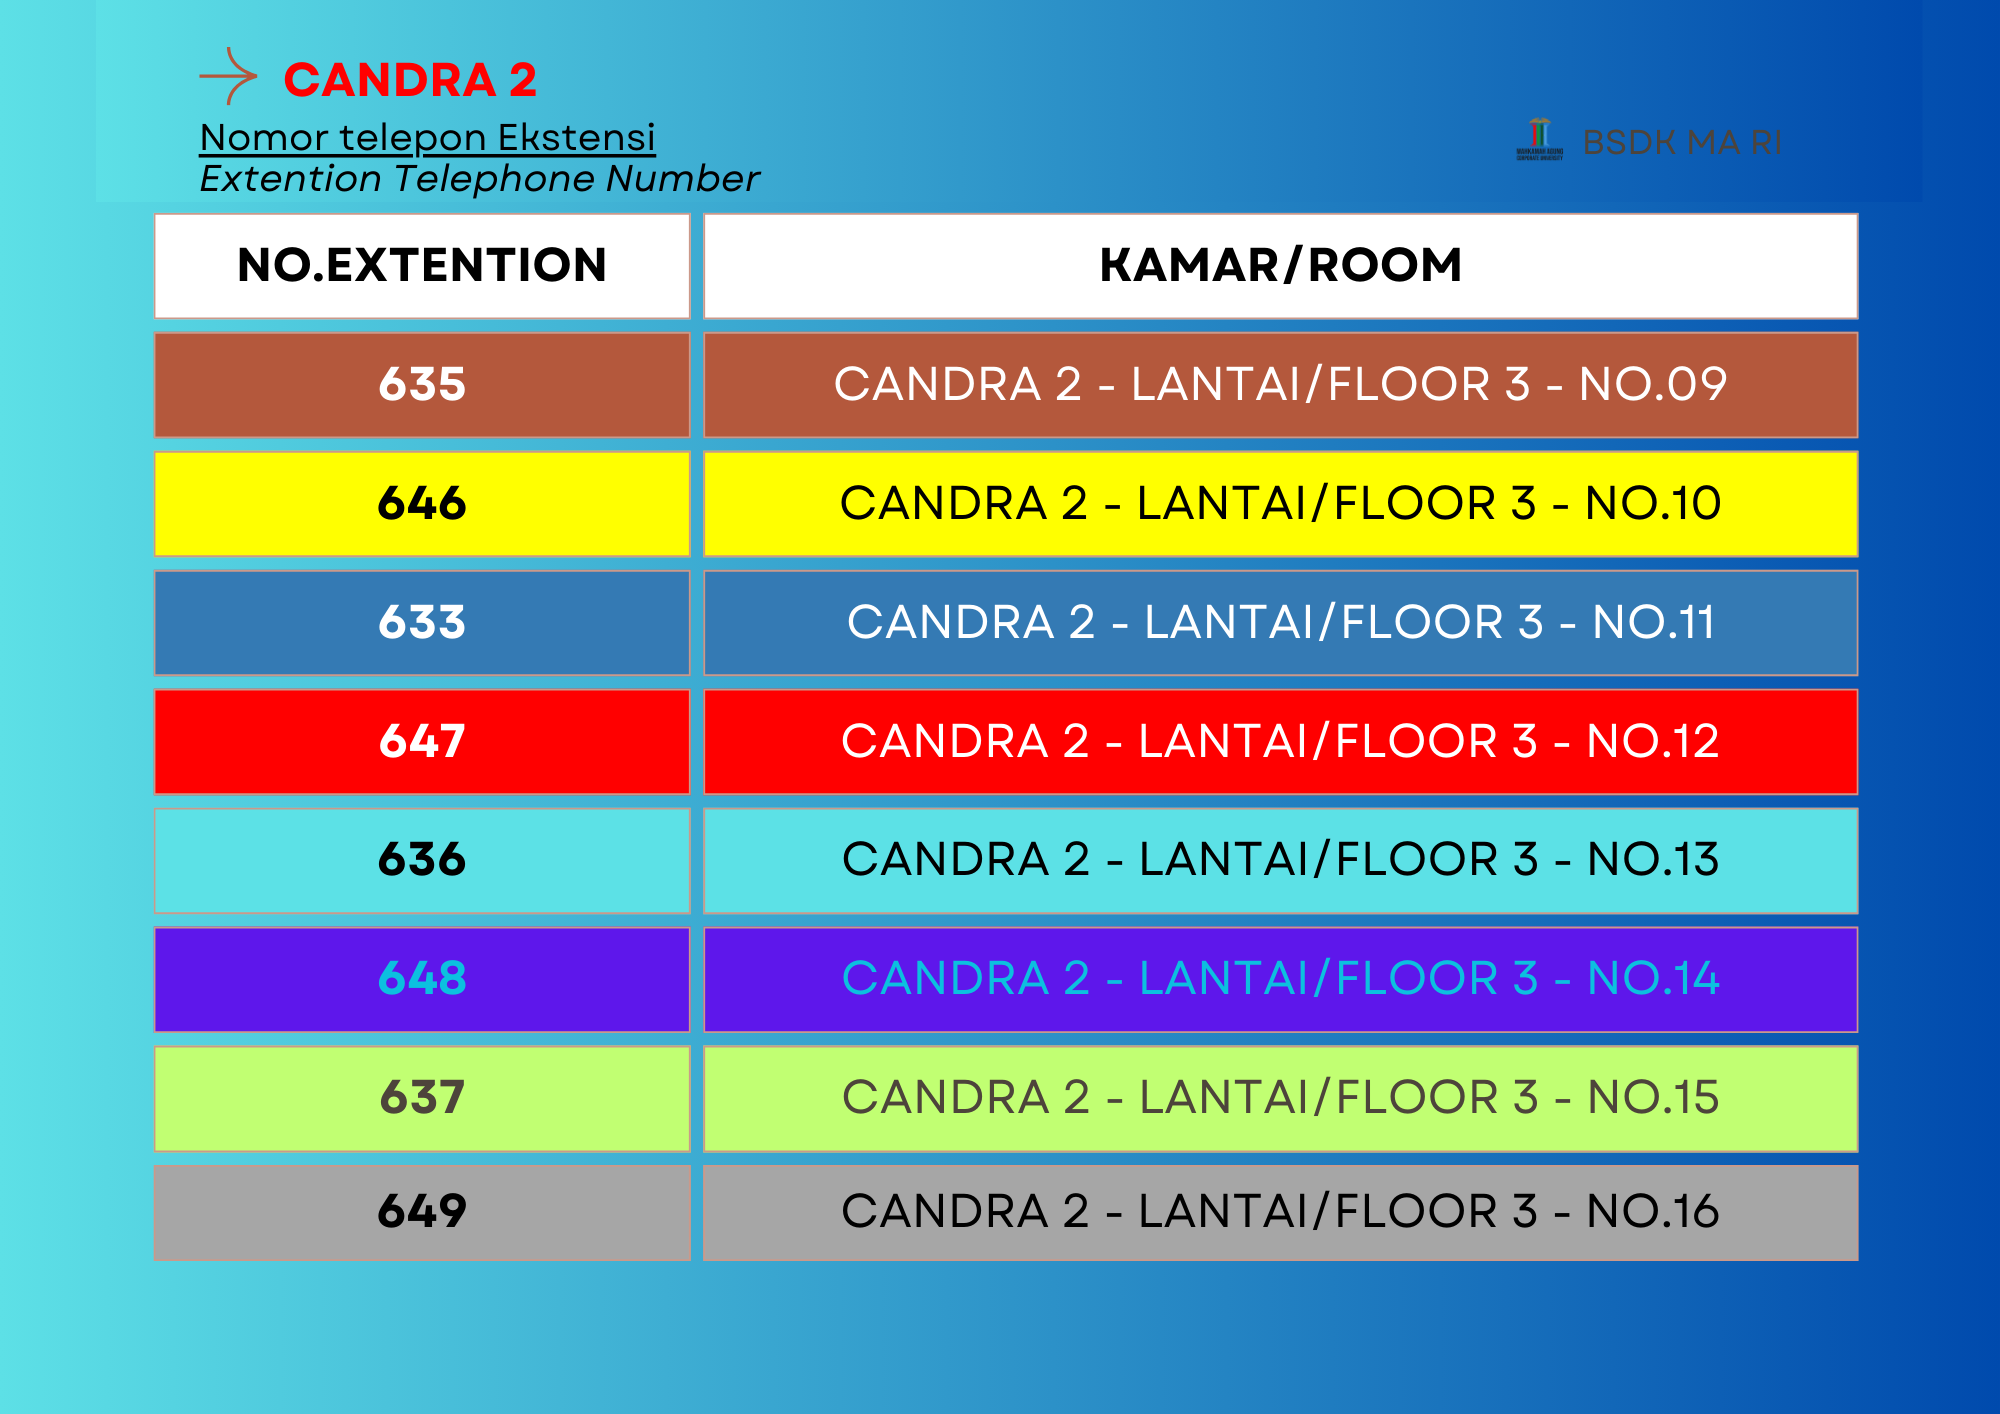 CANDRA 2
Nomor telepon Ekstensi
Extention Telephone Number
MAHKAMAH AGUNG
CORPORATE UNIVERSITY
BSDK MA RI
NO.EXTENTION KAMAR/ROOM
635 CANDRA 2 - LANTAI/FLOOR 3 - NO.09
646 CANDRA 2 - LANTAI/FLOOR 3 - NO.10
633 CANDRA 2 - LANTAI/FLOOR 3 - NO.11
647 CANDRA 2 - LANTAI/FLOOR 3 - NO.12
636 CANDRA 2 - LANTAI/FLOOR 3 - NO.13
648 CANDRA 2 - LANTAI/FLOOR 3 - NO.14
637 CANDRA 2 - LANTAI/FLOOR 3 - NO.15
649 CANDRA 2 - LANTAI/FLOOR 3 - NO.16